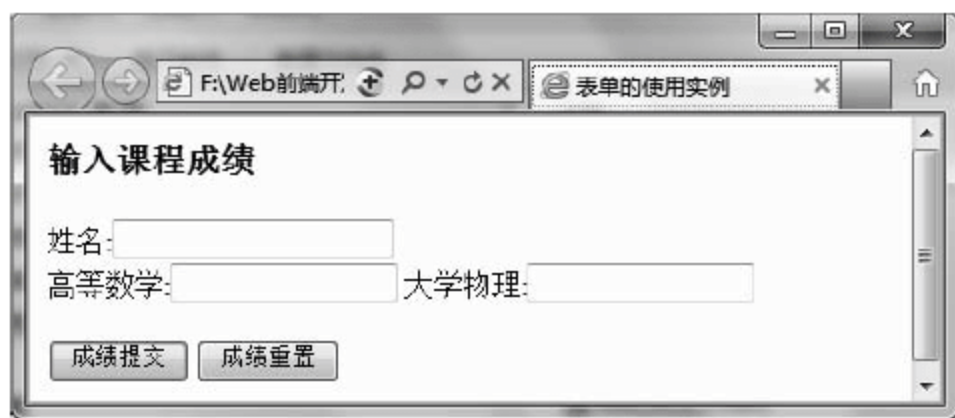 F:\Web前端开
表单的使用实例
输入课程成绩
姓名:
高等数学: 大学物理:
成绩提交 成绩重置